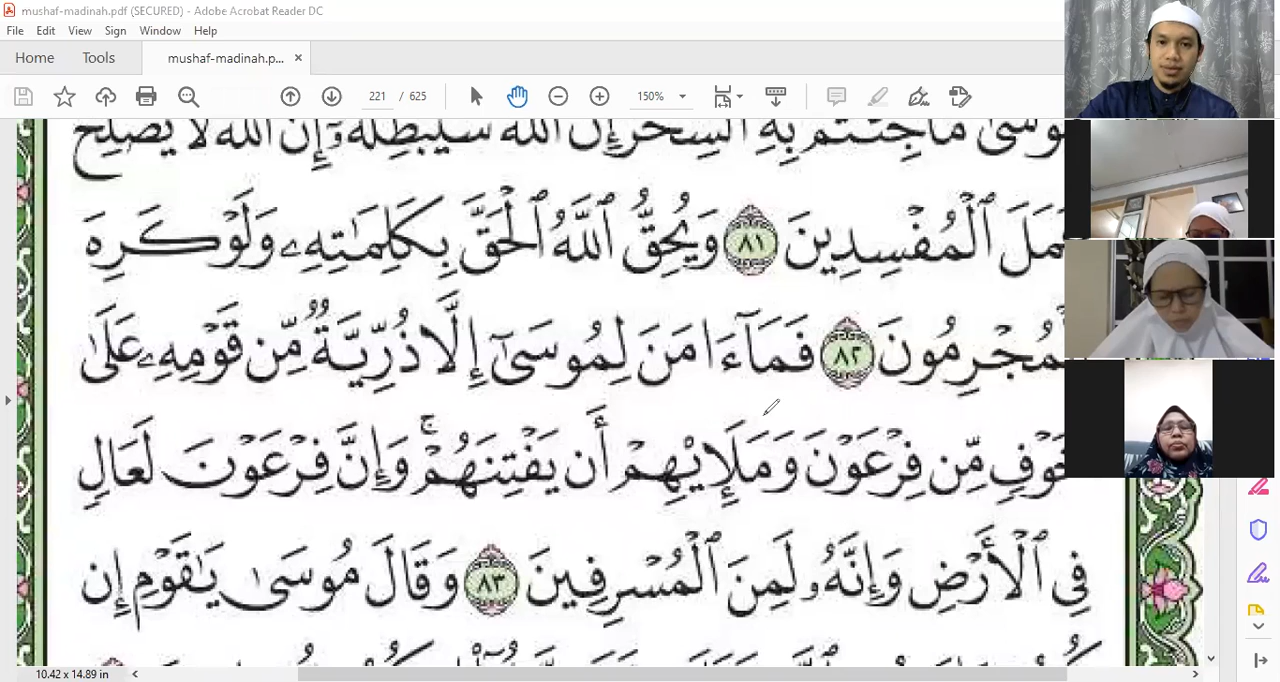 mushaf-madinah.pdf (SECURED) - Adobe Acrobat Reader DC
File Edit View Sign Window Help
Home Tools mushaf-madinah.p... ×
221 / 625 150%
مَا جِئْتُم بِهِ ٱلسِّحْرُ إِنَّ ٱللَّهَ سَيُبْطِلُهُۥٓ إِنَّ ٱللَّهَ لَا يُصْلِحُ
ٱلْمُفْسِدِينَ ٨١ وَيُحِقُّ ٱللَّهُ ٱلْحَقَّ بِكَلِمَٰتِهِۦ وَلَوْ كَرِهَ
٨٢ فَمَآ ءَامَنَ لِمُوسَىٰٓ إِلَّا ذُرِّيَّةٌ مِّن قَوْمِهِۦ عَلَىٰ
مِّن فِرْعَوْنَ وَمَلَإِيْهِمْ أَن يَفْتِنَهُمْ ۚ وَإِنَّ فِرْعَوْنَ لَعَالٍ
فِى ٱلْأَرْضِ وَإِنَّهُۥ لَمِنَ ٱلْمُسْرِفِينَ ٨٣ وَقَالَ مُوسَىٰ يَٰقَوْمِ إِن
10.42 x 14.89 in